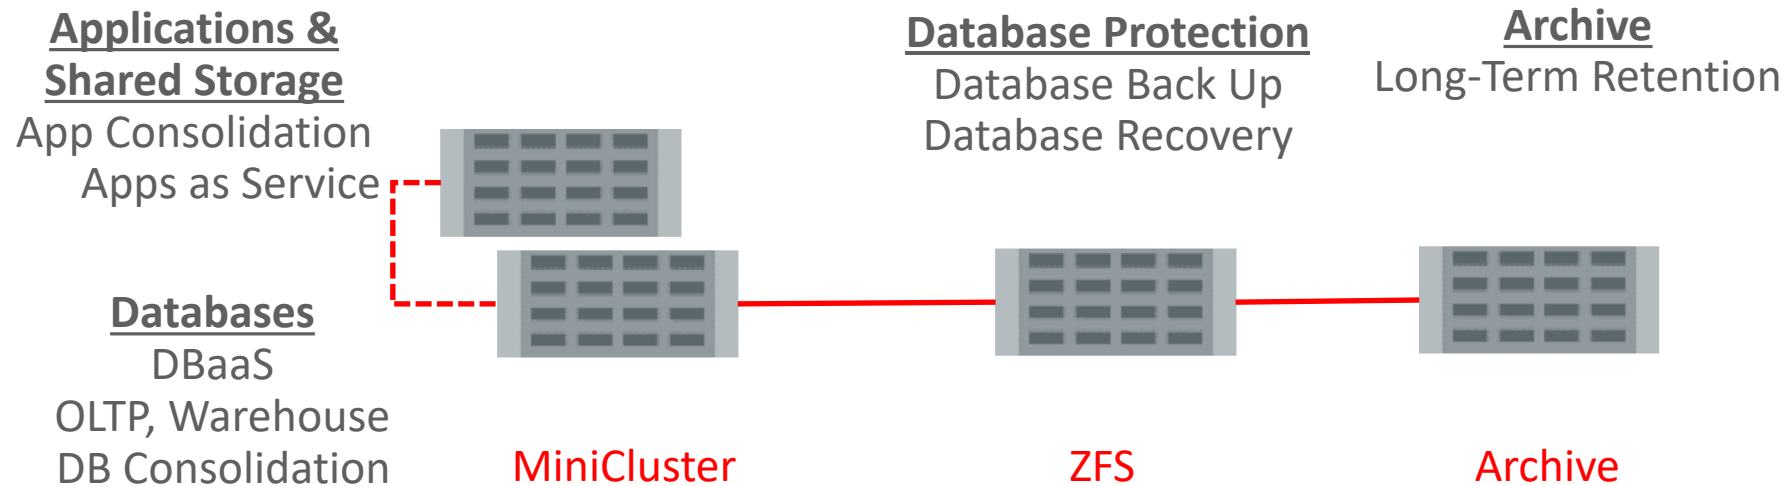 Applications &
Shared Storage
App Consolidation
Apps as Service
Databases
DBaaS
OLTP, Warehouse
DB Consolidation
MiniCluster
Database Protection
Database Back Up
Database Recovery
ZFS
Archive
Long-Term Retention
Archive